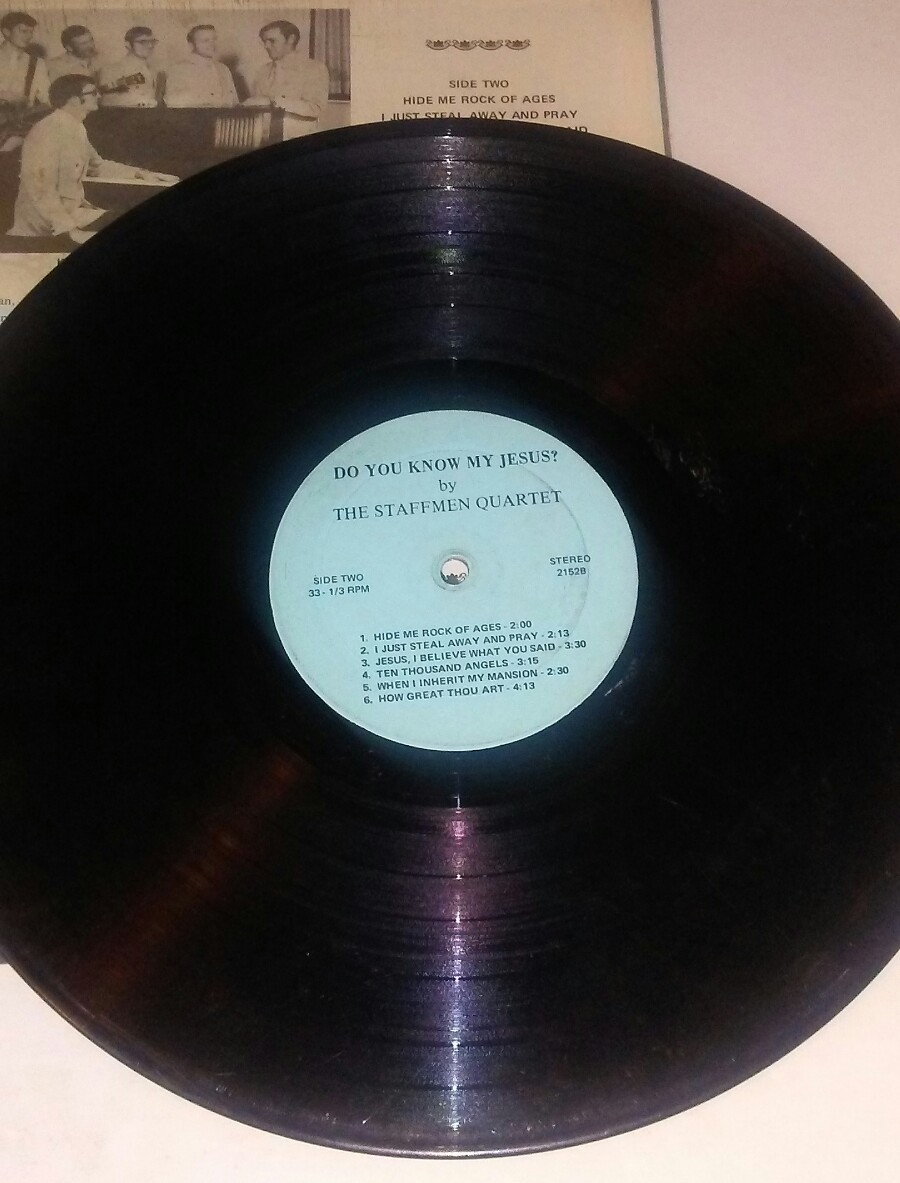 SIDE TWO
HIDE ME ROCK OF AGES
I JUST STEAL AWAY AND PRAY
an,
DO YOU KNOW MY JESUS?
by
THE STAFFMEN QUARTET
SIDE TWO
33 - 1/3 RPM
STEREO
2152B
1. HIDE ME ROCK OF AGES - 2:00
2. I JUST STEAL AWAY AND PRAY - 2:13
3. JESUS, I BELIEVE WHAT YOU SAID - 3:30
4. TEN THOUSAND ANGELS - 3:15
5. WHEN I INHERIT MY MANSION - 2:30
6. HOW GREAT THOU ART - 4:13